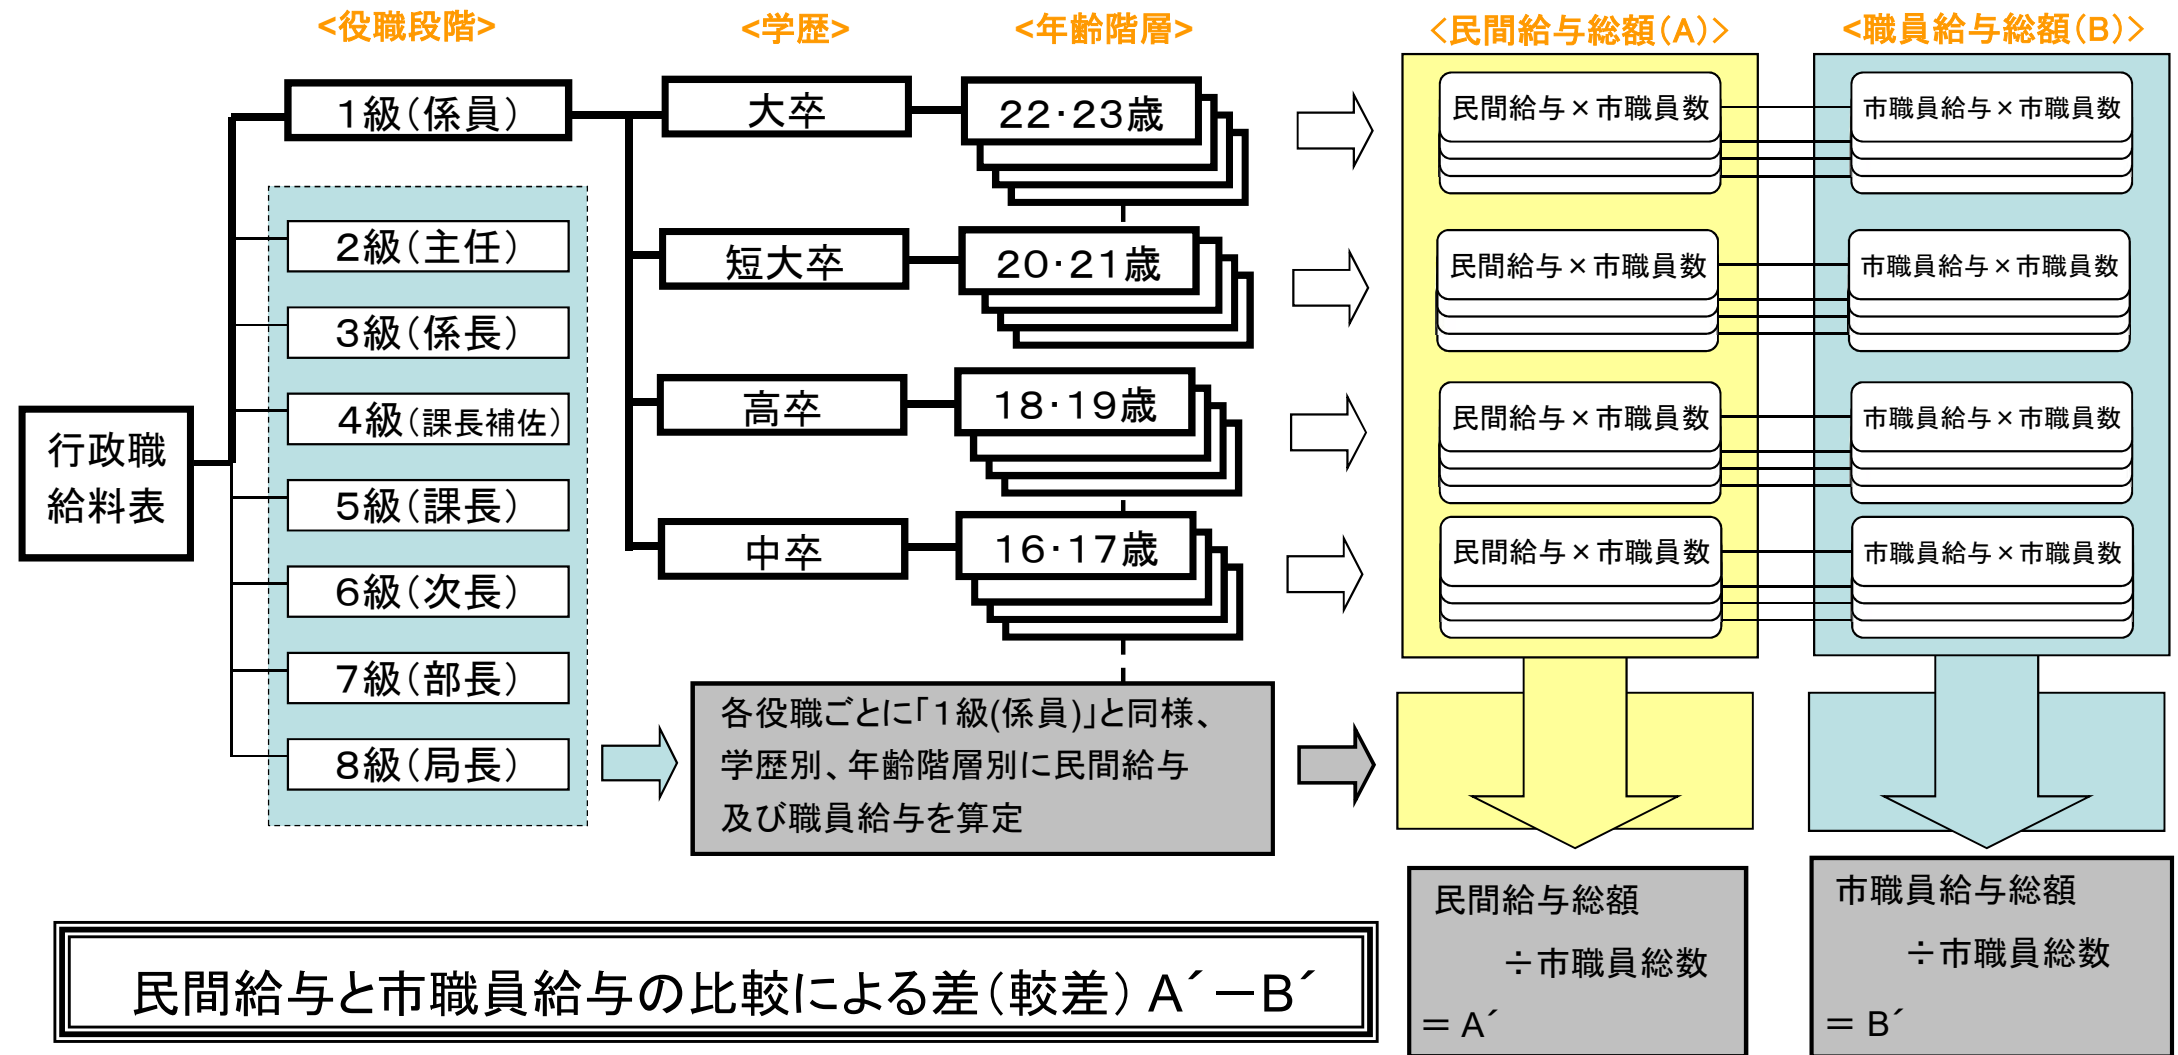 <役職段階>
<学歴>
<年齢階層>
<民間給与総額(A)>
<職員給与総額(B)>
行政職
給料表
1級(係員)
2級(主任)
3級(係長)
4級(課長補佐)
5級(課長)
6級(次長)
7級(部長)
8級(局長)
大卒
22・23歳
民間給与×市職員数
市職員給与×市職員数
短大卒
20・21歳
民間給与×市職員数
市職員給与×市職員数
高卒
18・19歳
民間給与×市職員数
市職員給与×市職員数
中卒
16・17歳
民間給与×市職員数
市職員給与×市職員数
各役職ごとに「1級(係員)」と同様、
学歴別、年齢階層別に民間給与
及び職員給与を算定
民間給与総額
÷市職員総数
= A´
市職員給与総額
÷市職員総数
= B´
民間給与と市職員給与の比較による差(較差) A´-B´